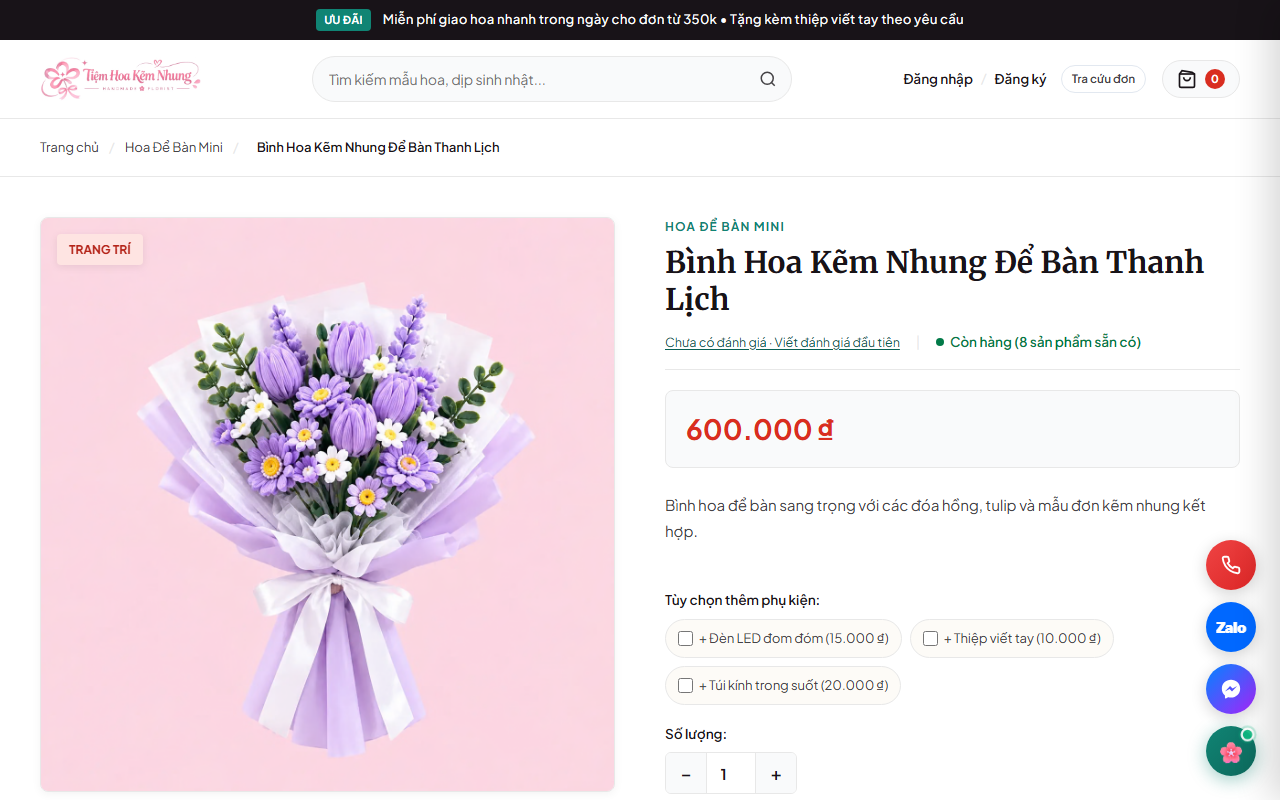 ƯU ĐÃI Miễn phí giao hoa nhanh trong ngày cho đơn từ 350k • Tặng kèm thiệp viết tay theo yêu cầu
Tiệm Hoa Kẽm Nhung
HANDMADE FLORIST
Tìm kiếm mẫu hoa, dịp sinh nhật...
Đăng nhập / Đăng ký
Tra cứu đơn
0
Trang chủ / Hoa Để Bàn Mini / Bình Hoa Kẽm Nhung Để Bàn Thanh Lịch
TRANG TRÍ
HOA ĐỂ BÀN MINI
Bình Hoa Kẽm Nhung Để Bàn Thanh
Lịch
Chưa có đánh giá · Viết đánh giá đầu tiên
Còn hàng (8 sản phẩm sẵn có)
600.000 ₫
Bình hoa để bàn sang trọng với các đóa hồng, tulip và mẫu đơn kẽm nhung kết
hợp.
Tùy chọn thêm phụ kiện:
+ Đèn LED đom đóm (15.000 ₫)
+ Thiệp viết tay (10.000 ₫)
+ Túi kính trong suốt (20.000 ₫)
Số lượng:
− 1 +
Zalo